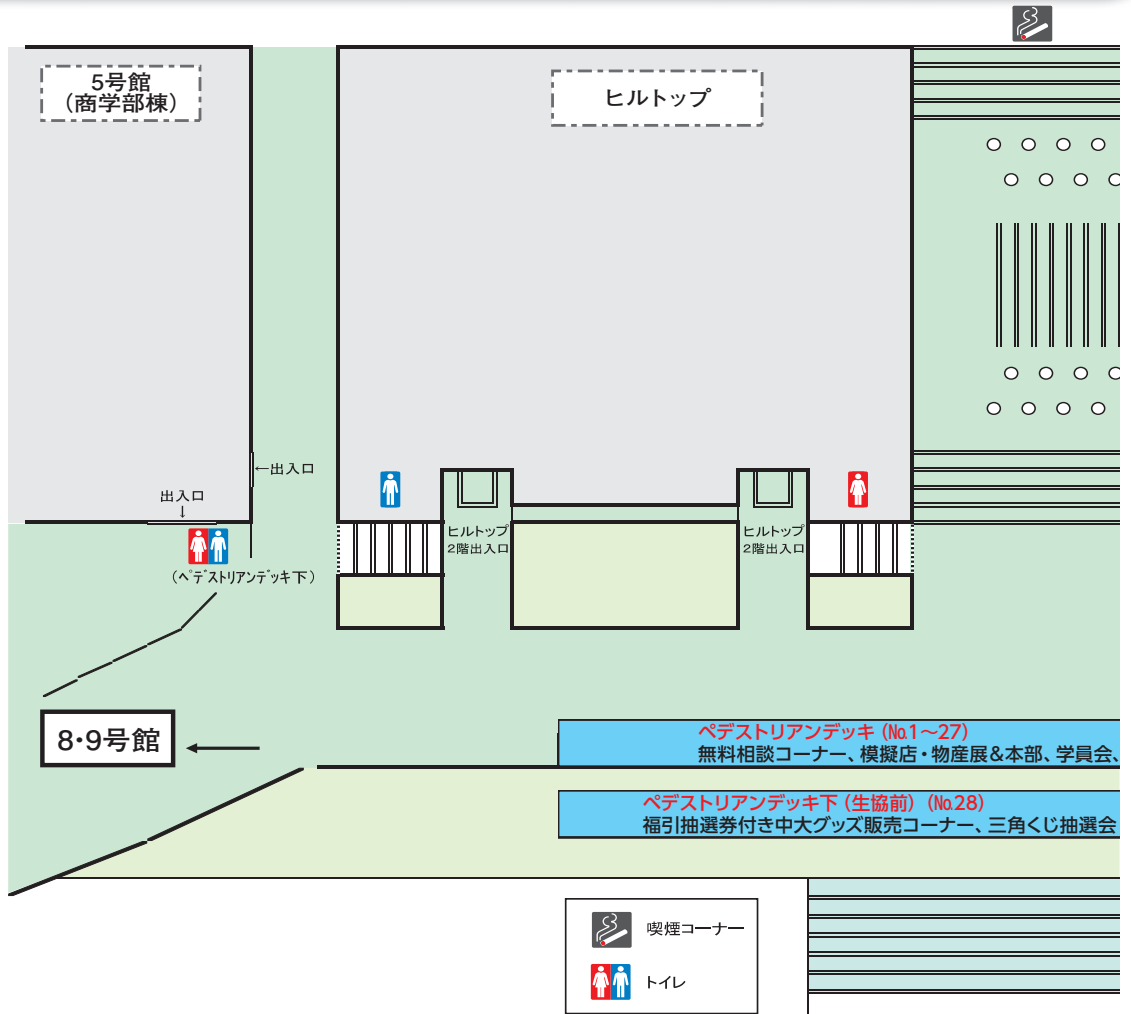 5号館
（商学部棟）
ヒルトップ
←出入口
出入口
↓
ヒルトップ
2階出入口
ヒルトップ
2階出入口
（ペデストリアンデッキ下）
8・9号館
ペデストリアンデッキ（№1～27）
無料相談コーナー、模擬店・物産展＆本部、学員会、
ペデストリアンデッキ下（生協前）（№28）
福引抽選券付き中大グッズ販売コーナー、三角くじ抽選会
喫煙コーナー
トイレ